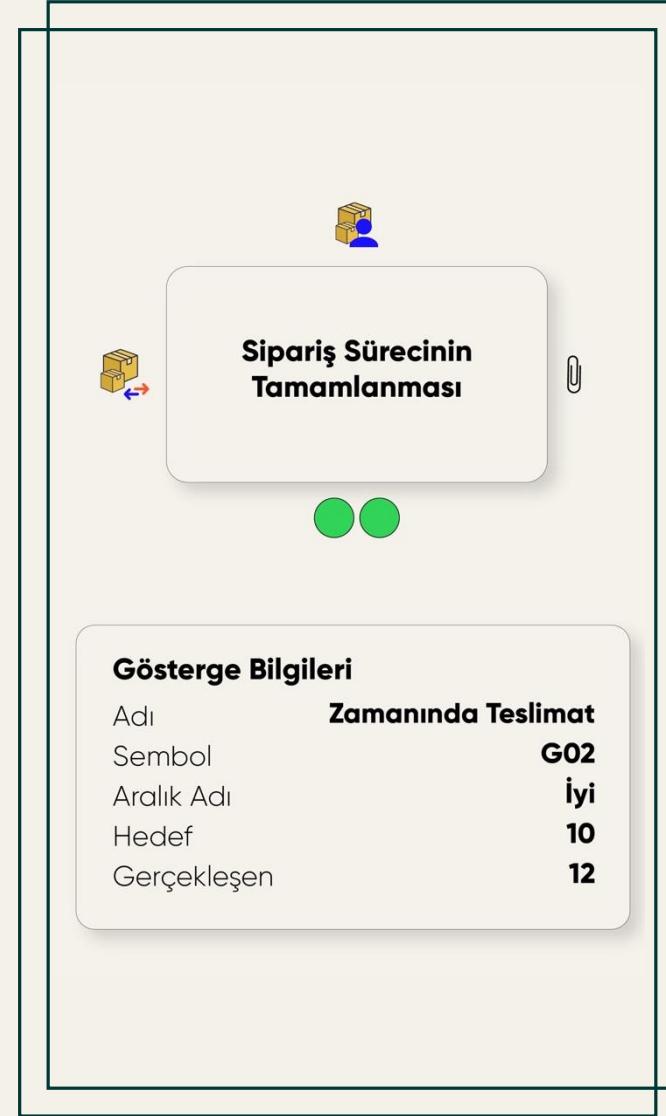 Sipariş Sürecinin
Tamamlanması
Gösterge Bilgileri
Adı Zamanında Teslimat
Sembol G02
Aralık Adı İyi
Hedef 10
Gerçekleşen 12